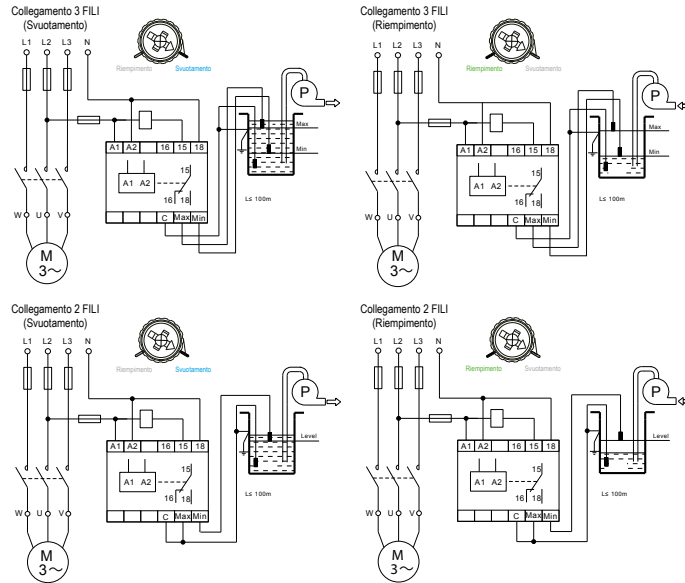 Collegamento 3 FILI
(Svuotamento)
L1 L2 L3 N
Riempimento Svuotamento
P
Max
Min
A1 A2 16 15 18
15
A1 A2
16 18
L≤ 100m
C Max Min
W U V
M
3~
Collegamento 3 FILI
(Riempimento)
L1 L2 L3 N
Riempimento Svuotamento
P
Max
Min
A1 A2 16 15 18
15
A1 A2
16 18
L≤ 100m
C Max Min
W U V
M
3~
Collegamento 2 FILI
(Svuotamento)
L1 L2 L3 N
Riempimento Svuotamento
P
Level
A1 A2 16 15 18
15
A1 A2
16 18
L≤ 100m
C Max Min
W U V
M
3~
Collegamento 2 FILI
(Riempimento)
L1 L2 L3 N
Riempimento Svuotamento
P
Level
A1 A2 16 15 18
15
A1 A2
16 18
L≤ 100m
C Max Min
W U V
M
3~